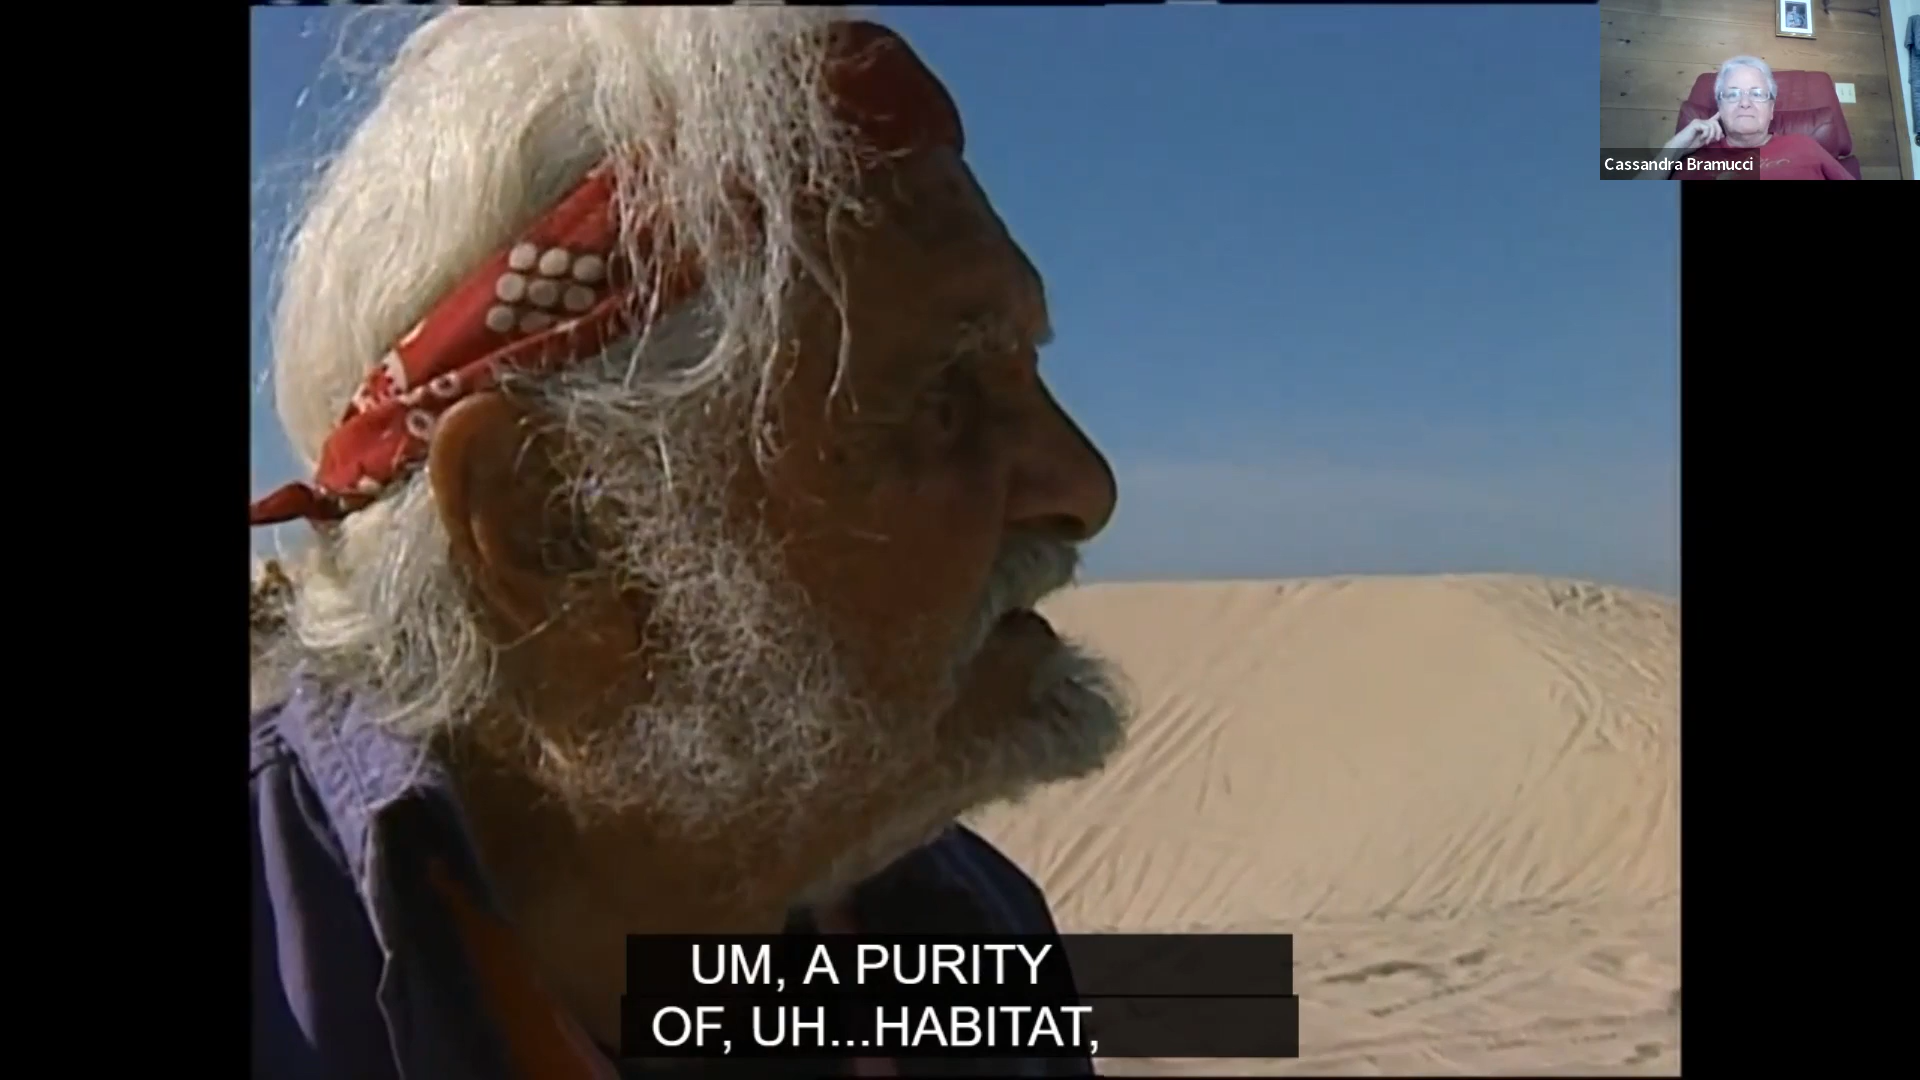 Cassandra Bramucci
UM, A PURITY
OF, UH...HABITAT,